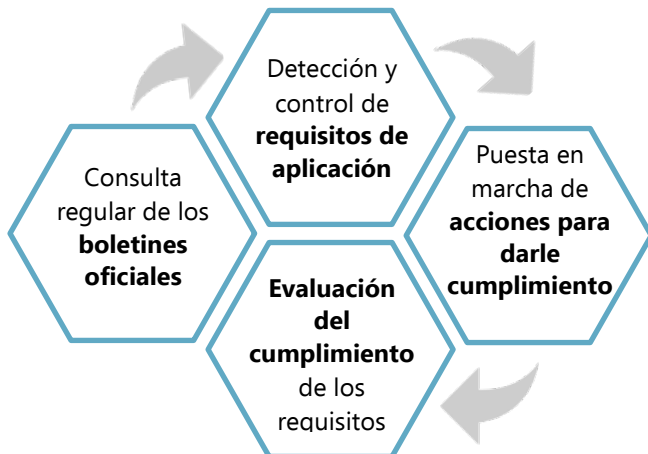 Consulta
regular de los
boletines
oficiales
Detección y
control de
requisitos de
aplicación
Puesta en
marcha de
acciones para
darle
cumplimiento
Evaluación
del
cumplimiento
de los
requisitos